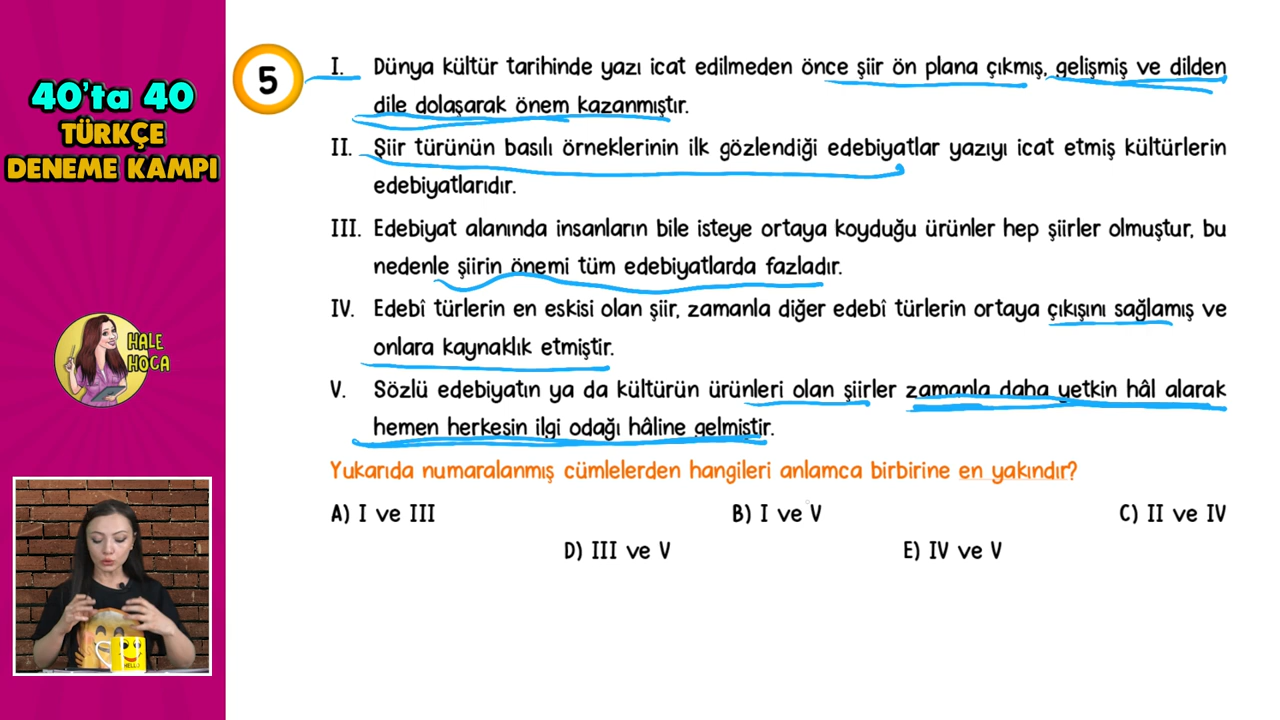 40'ta 40
TÜRKÇE
DENEME KAMPI
HALE
HOCA
HELLO
5
I. Dünya kültür tarihinde yazı icat edilmeden önce şiir ön plana çıkmış, gelişmiş ve dilden
dile dolaşarak önem kazanmıştır.
II. Şiir türünün basılı örneklerinin ilk gözlendiği edebiyatlar yazıyı icat etmiş kültürlerin
edebiyatlarıdır.
III. Edebiyat alanında insanların bile isteye ortaya koyduğu ürünler hep şiirler olmuştur, bu
nedenle şiirin önemi tüm edebiyatlarda fazladır.
IV. Edebî türlerin en eskisi olan şiir, zamanla diğer edebî türlerin ortaya çıkışını sağlamış ve
onlara kaynaklık etmiştir.
V. Sözlü edebiyatın ya da kültürün ürünleri olan şiirler zamanla daha yetkin hâl alarak
hemen herkesin ilgi odağı hâline gelmiştir.
Yukarıda numaralanmış cümlelerden hangileri anlamca birbirine en yakındır?
A) I ve III B) I ve V C) II ve IV
D) III ve V E) IV ve V